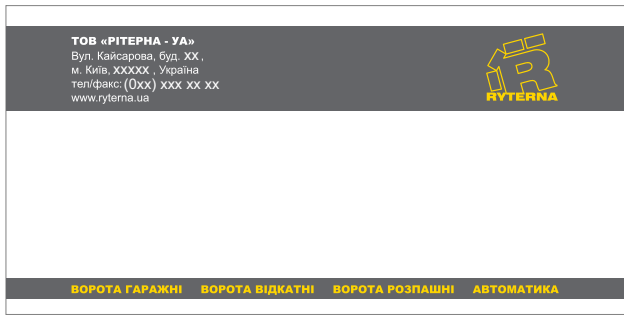 ТОВ «РІТЕРНА - УА»
Вул. Кайсарова, буд. XX ,
м. Київ, XXXXX , Україна
тел/факс: (0xx) xxx xx xx
www.ryterna.ua
R
RYTERNA
ВОРОТА ГАРАЖНІ ВОРОТА ВІДКАТНІ ВОРОТА РОЗПАШНІ АВТОМАТИКА